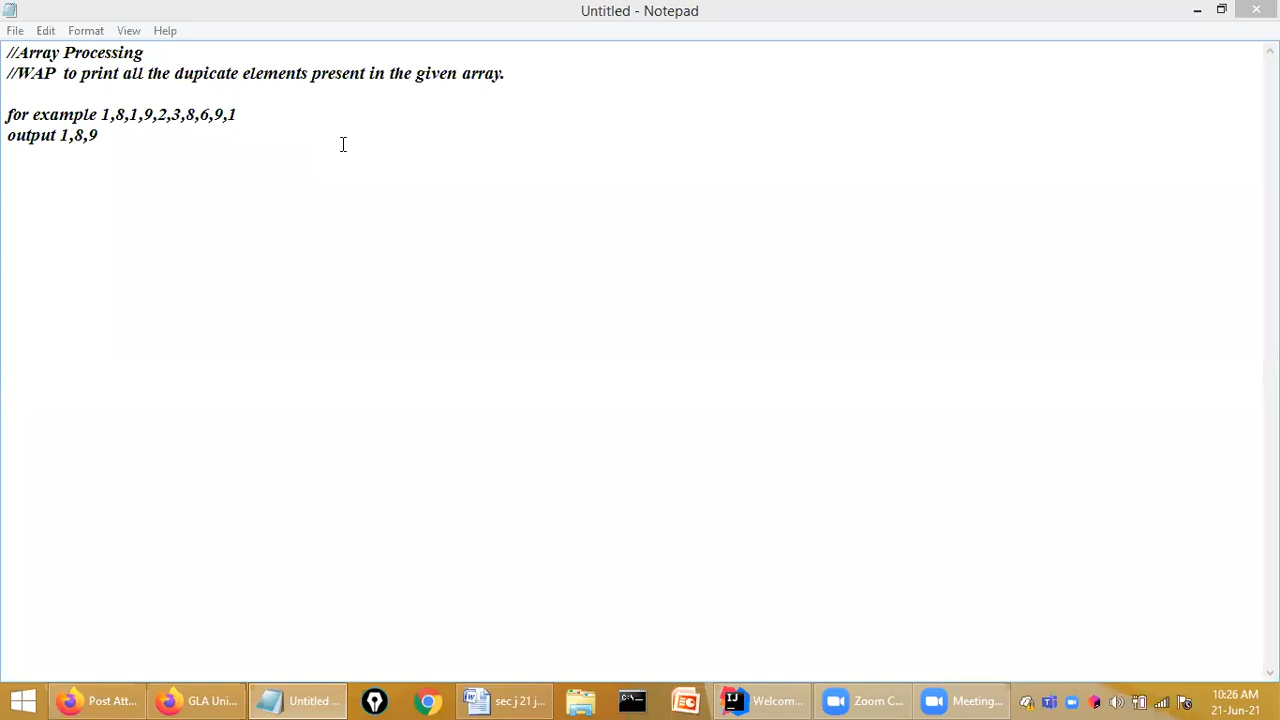 Untitled - Notepad
File Edit Format View Help
//Array Processing
//WAP  to print all the dupicate elements present in the given array.
for example 1,8,1,9,2,3,8,6,9,1
output 1,8,9
Post Att... GLA Uni... Untitled ... sec j 21 j... Welcom... Zoom C... Meeting... 10:26 AM
21-Jun-21